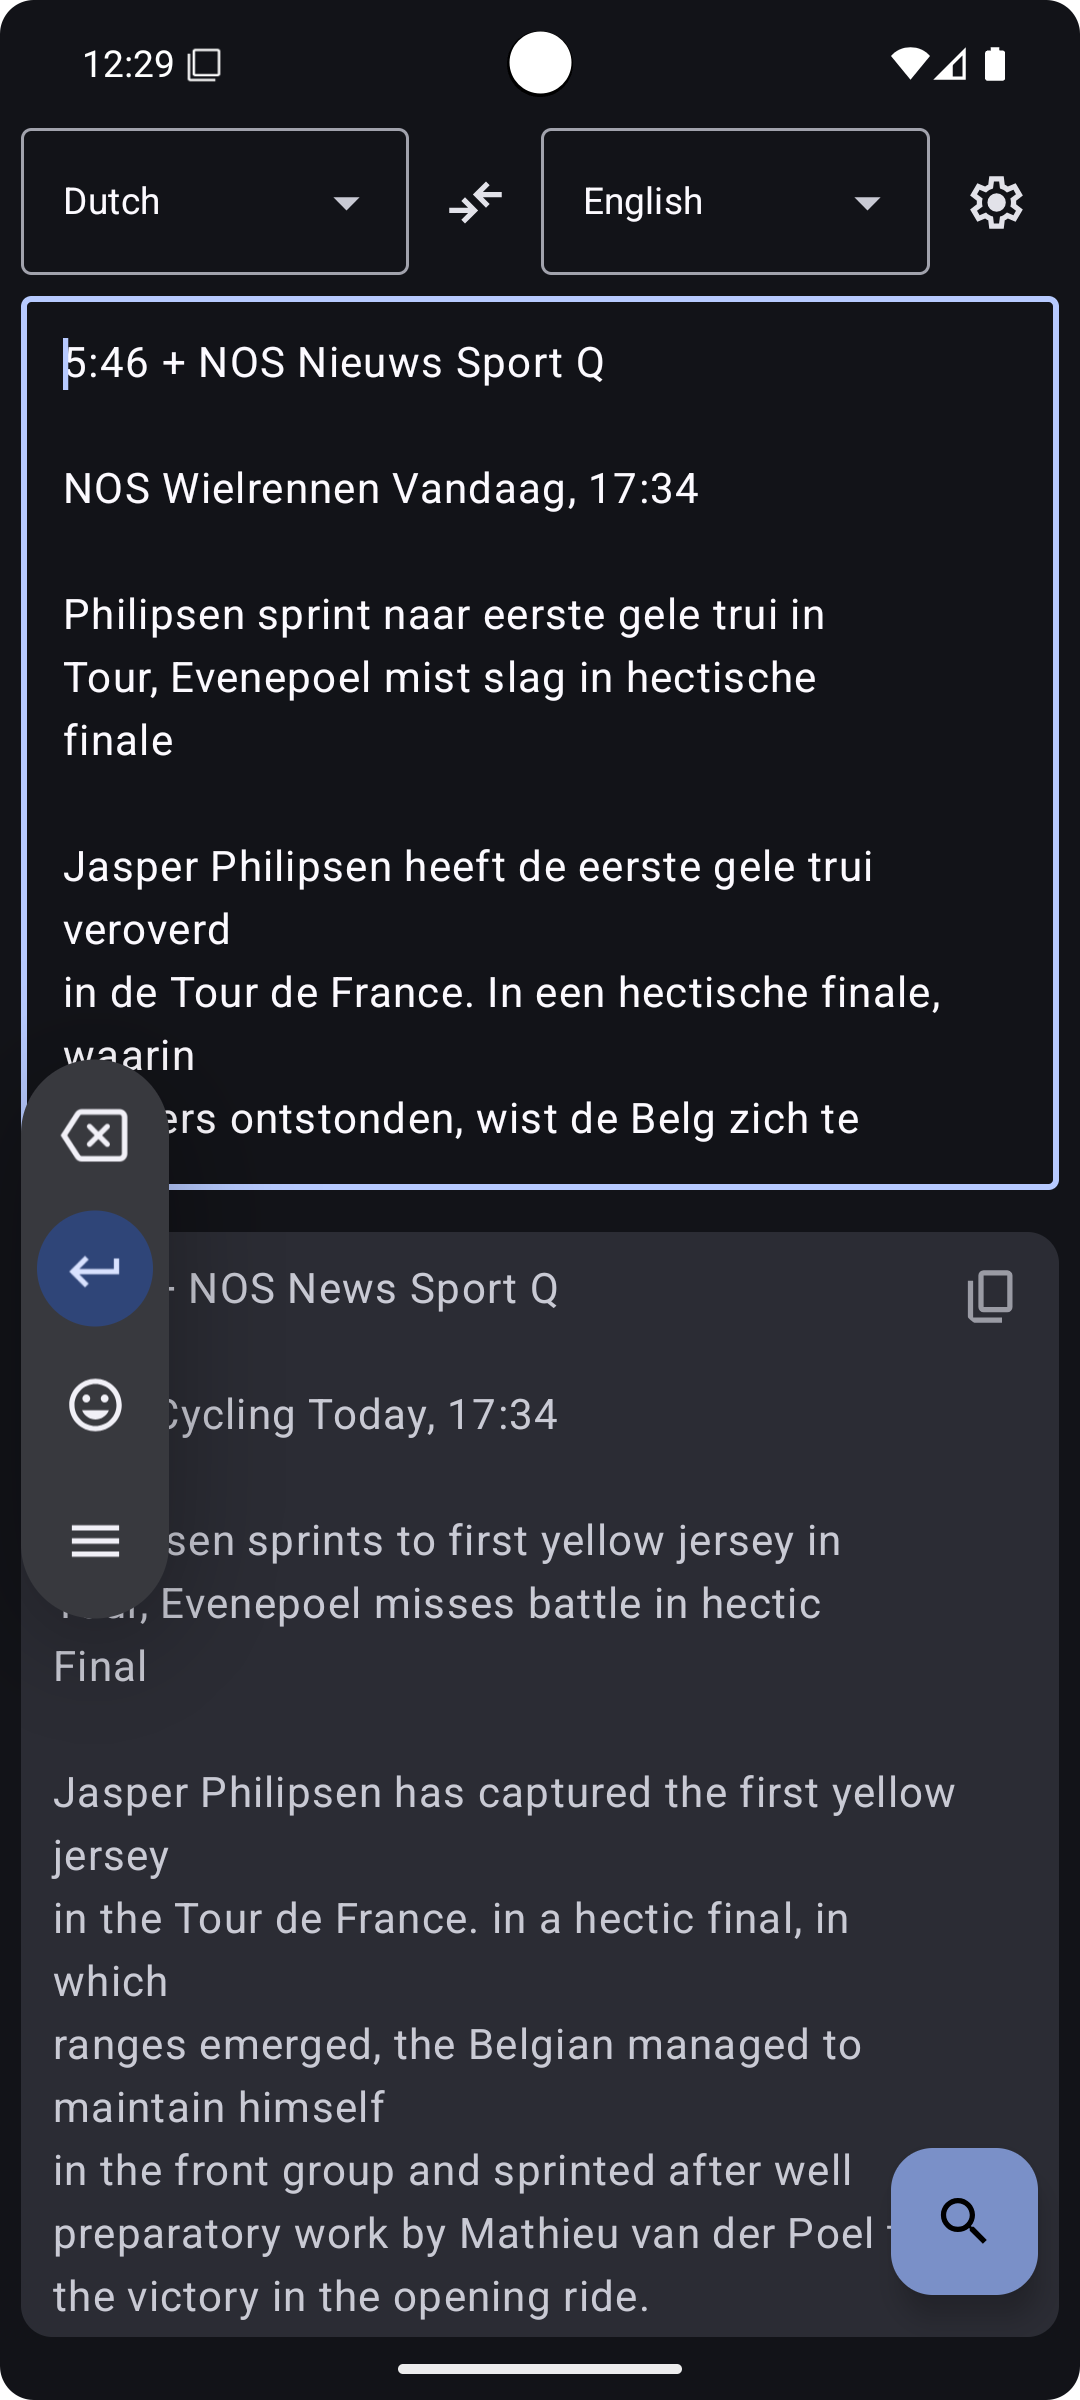 12:29
Dutch
English
5:46 + NOS Nieuws Sport Q
NOS Wielrennen Vandaag, 17:34
Philipsen sprint naar eerste gele trui in
Tour, Evenepoel mist slag in hectische
finale
Jasper Philipsen heeft de eerste gele trui
veroverd
in de Tour de France. In een hectische finale,
waarin
ers ontstonden, wist de Belg zich te
NOS News Sport Q
Cycling Today, 17:34
sen sprints to first yellow jersey in
Tour, Evenepoel misses battle in hectic
Final
Jasper Philipsen has captured the first yellow
jersey
in the Tour de France. in a hectic final, in
which
ranges emerged, the Belgian managed to
maintain himself
in the front group and sprinted after well
preparatory work by Mathieu van der Poel
the victory in the opening ride.